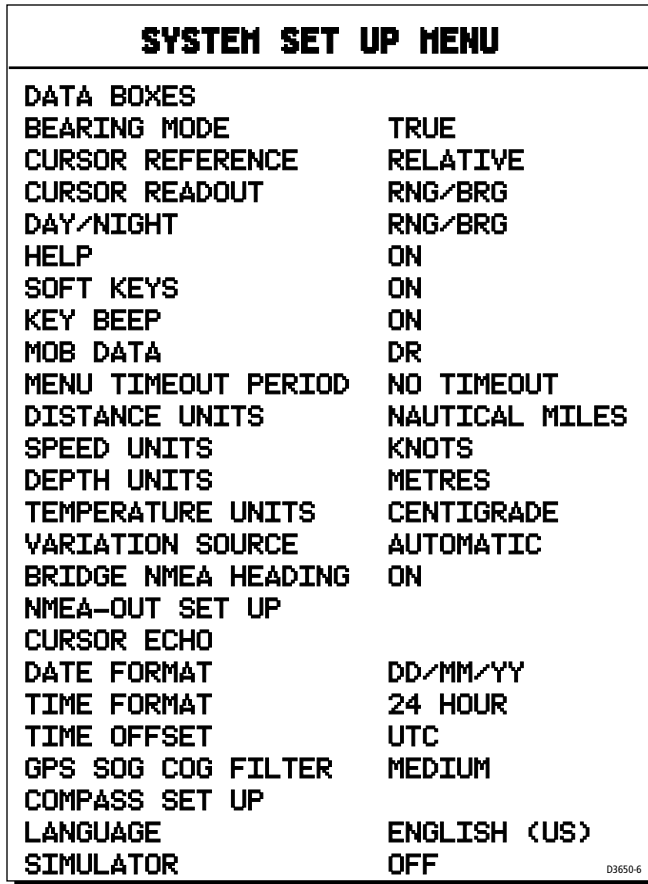 SYSTEM SET UP MENU
DATA BOXES
BEARING MODE TRUE
CURSOR REFERENCE RELATIVE
CURSOR READOUT RNG/BRG
DAY/NIGHT RNG/BRG
HELP ON
SOFT KEYS ON
KEY BEEP ON
MOB DATA DR
MENU TIMEOUT PERIOD NO TIMEOUT
DISTANCE UNITS NAUTICAL MILES
SPEED UNITS KNOTS
DEPTH UNITS METRES
TEMPERATURE UNITS CENTIGRADE
VARIATION SOURCE AUTOMATIC
BRIDGE NMEA HEADING ON
NMEA-OUT SET UP
CURSOR ECHO
DATE FORMAT DD/MM/YY
TIME FORMAT 24 HOUR
TIME OFFSET UTC
GPS SOG COG FILTER MEDIUM
COMPASS SET UP
LANGUAGE ENGLISH (US)
SIMULATOR OFF
D3650-6